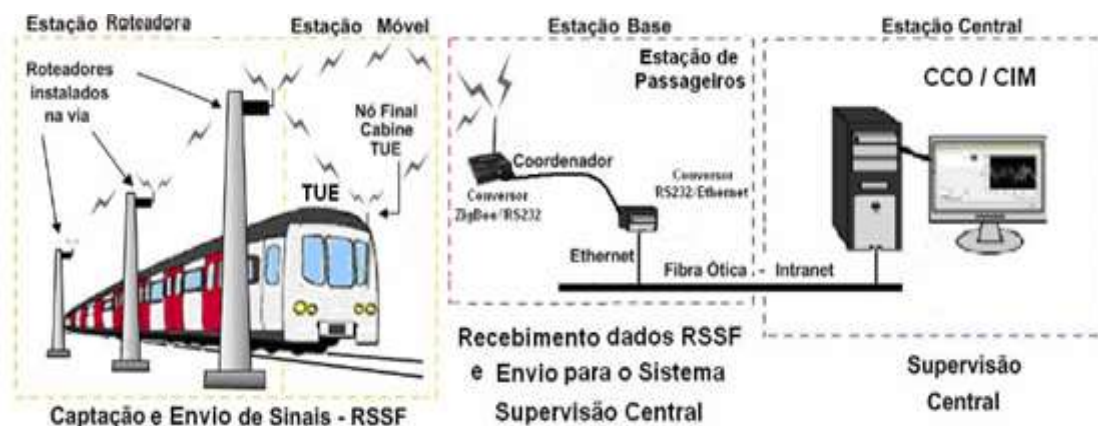 Estação Roteadora
Estação Móvel
Roteadores
instalados
na via
Nó Final
Cabine
TUE
TUE
Captação e Envio de Sinais - RSSF
Estação Base
Estação de
Passageiros
Coordenador
Conversor
ZigBee/RS232
Conversor
RS232/Ethernet
Ethernet
Fibra Ótica - Intranet
Recebimento dados RSSF
e Envio para o Sistema
Supervisão Central
Estação Central
CCO / CIM
Supervisão
Central